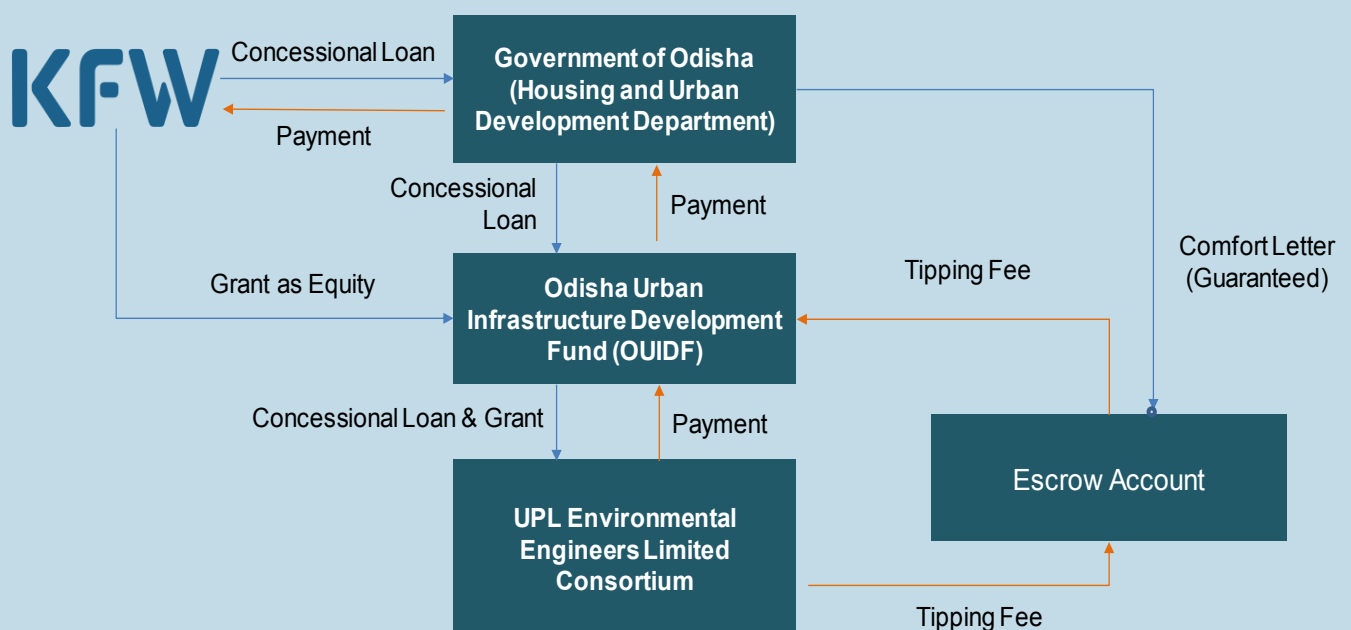 KFW
Concessional Loan
Payment
Government of Odisha
(Housing and Urban
Development Department)
Concessional
Loan
Payment
Grant as Equity
Odisha Urban
Infrastructure Development
Fund (OUIDF)
Tipping Fee
Comfort Letter
(Guaranteed)
Concessional Loan & Grant
Payment
Escrow Account
UPL Environmental
Engineers Limited
Consortium
Tipping Fee